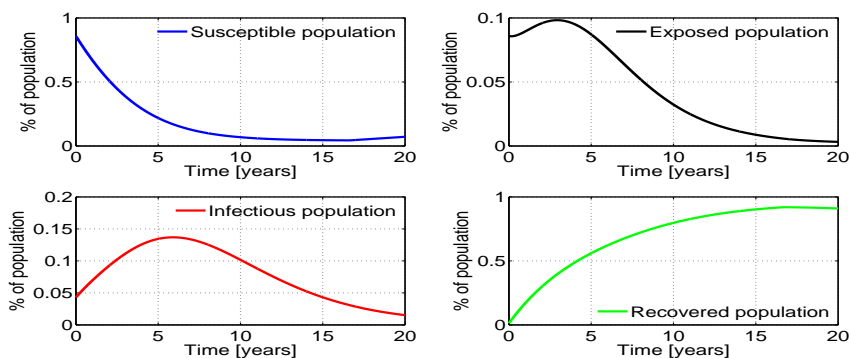 1
0.5
0
% of population
Susceptible population
0 5 10 15 20
Time [years]
0.1
0.05
0
% of population
Exposed population
0 5 10 15 20
Time [years]
0.2
0.15
0.1
0.05
0
% of population
Infectious population
0 5 10 15 20
Time [years]
1
0.5
0
% of population
Recovered population
0 5 10 15 20
Time [years]